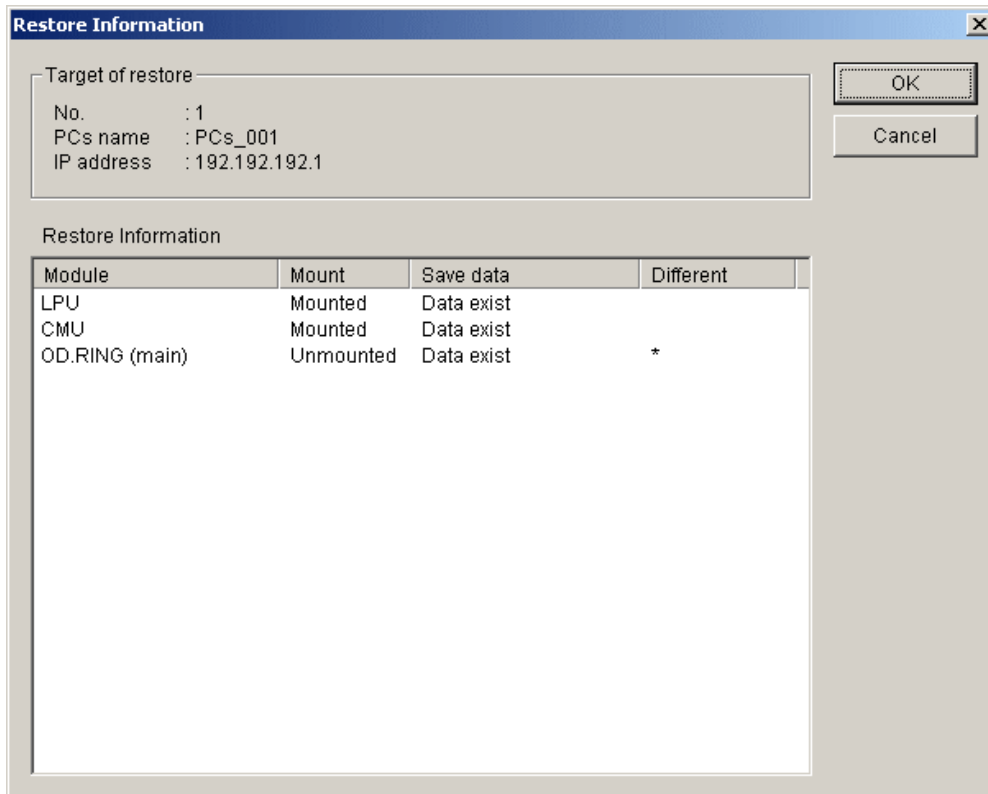 Restore Information
Target of restore
No. : 1
PCs name : PCs_001
IP address : 192.192.192.1
OK
Cancel
Restore Information
Module Mount Save data Different
LPU Mounted Data exist
CMU Mounted Data exist
OD.RING (main) Unmounted Data exist *